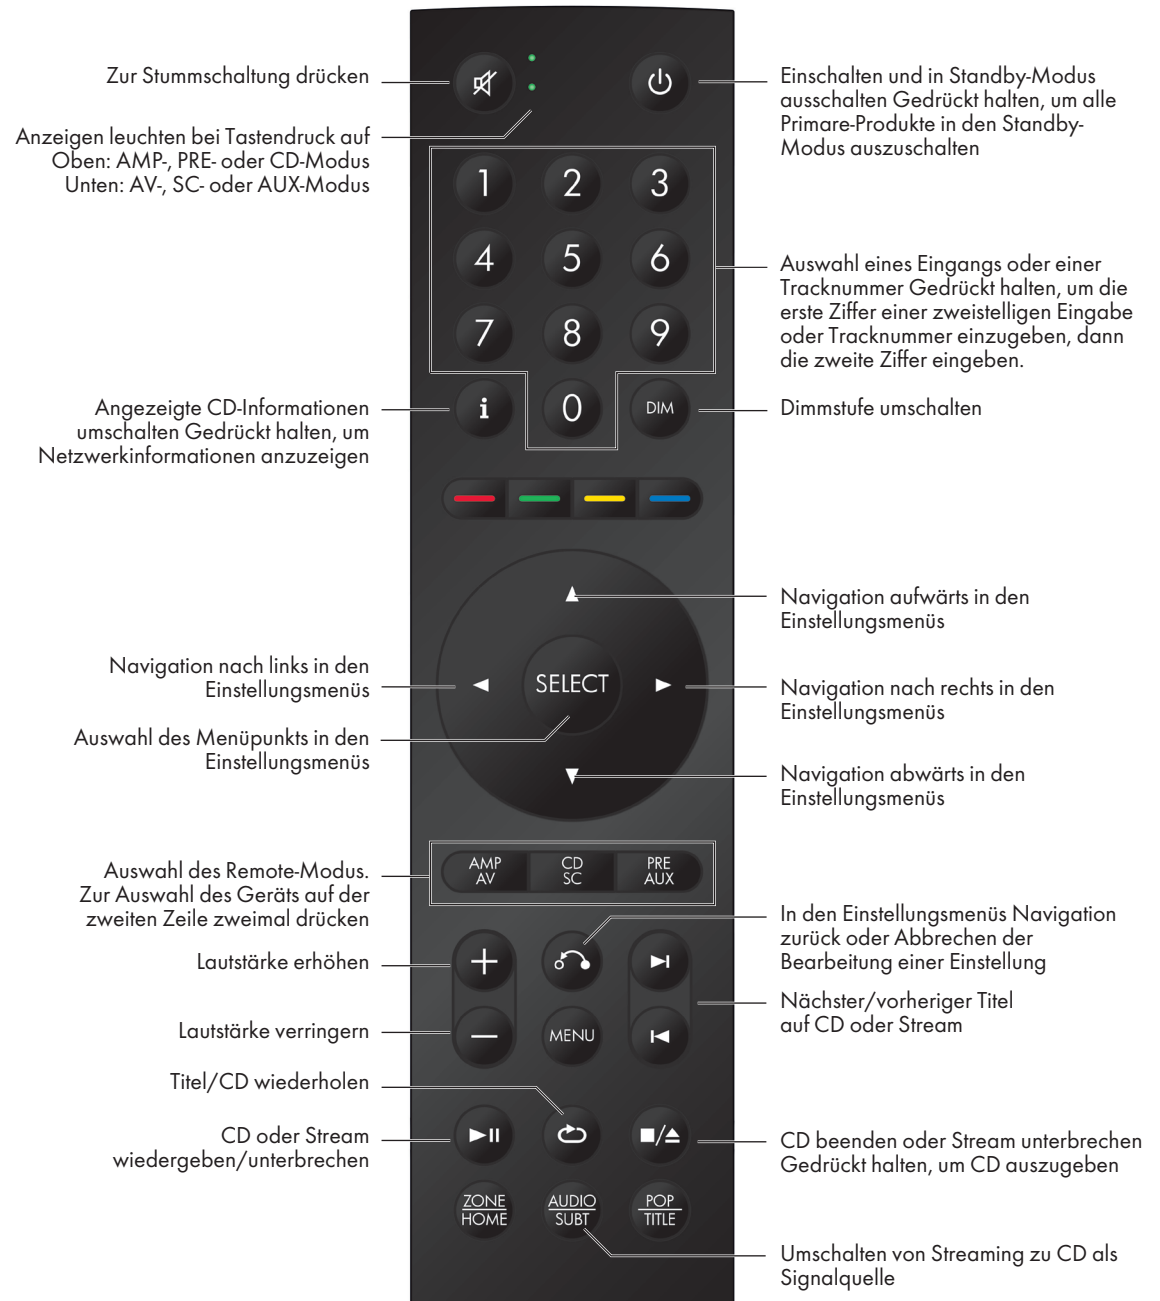 Zur Stummschaltung drücken
Einschalten und in Standby-Modus
ausschalten Gedrückt halten, um alle
Primare-Produkte in den Standby-
Modus auszuschalten
Anzeigen leuchten bei Tastendruck auf
Oben: AMP-, PRE- oder CD-Modus
Unten: AV-, SC- oder AUX-Modus
1 2 3
4 5 6
7 8 9
Auswahl eines Eingangs oder einer
Tracknummer Gedrückt halten, um die
erste Ziffer einer zweistelligen Eingabe
oder Tracknummer einzugeben, dann
die zweite Ziffer eingeben.
Angezeigte CD-Informationen
umschalten Gedrückt halten, um
Netzwerkinformationen anzuzeigen
i 0 DIM
Dimmstufe umschalten
Navigation aufwärts in den
Einstellungsmenüs
Navigation nach links in den
Einstellungsmenüs
SELECT
Navigation nach rechts in den
Einstellungsmenüs
Auswahl des Menüpunkts in den
Einstellungsmenüs
Navigation abwärts in den
Einstellungsmenüs
Auswahl des Remote-Modus.
Zur Auswahl des Geräts auf der
zweiten Zeile zweimal drücken
AMP CD PRE
AV SC AUX
In den Einstellungsmenüs Navigation
zurück oder Abbrechen der
Bearbeitung einer Einstellung
Lautstärke erhöhen
Nächster/vorheriger Titel
auf CD oder Stream
Lautstärke verringern
MENU
Titel/CD wiederholen
CD oder Stream
wiedergeben/unterbrechen
CD beenden oder Stream unterbrechen
Gedrückt halten, um CD auszugeben
ZONE AUDIO POP
HOME SUBT TITLE
Umschalten von Streaming zu CD als
Signalquelle